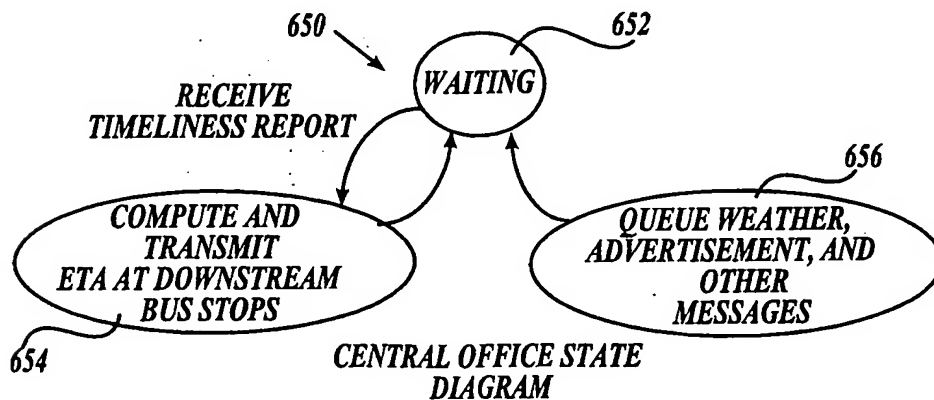 650
652
WAITING
RECEIVE
TIMELINESS REPORT
656
COMPUTE AND
TRANSMIT
ETA AT DOWNSTREAM
BUS STOPS
QUEUE WEATHER,
ADVERTISEMENT, AND
OTHER
MESSAGES
654
CENTRAL OFFICE STATE
DIAGRAM